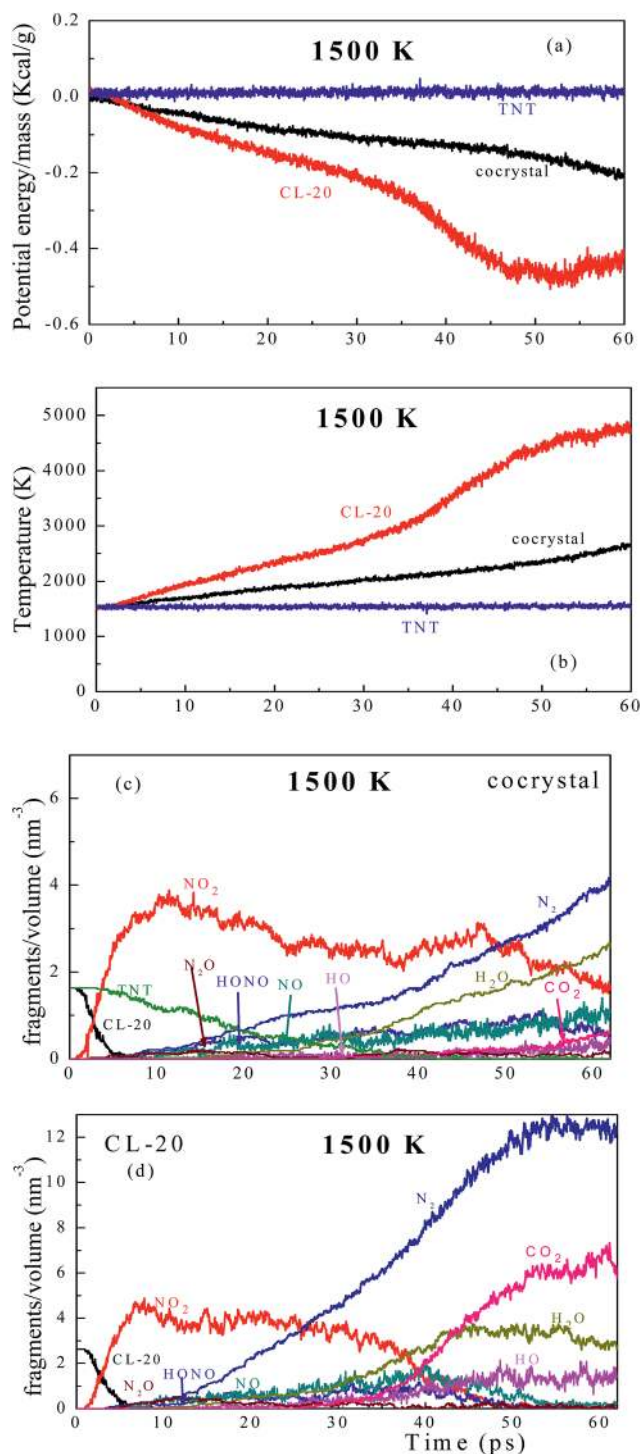 1500 K
(a)
Potential energy/mass (Kcal/g)
0.0
-0.2
-0.4
-0.6
TNT
cocrystal
CL-20
0 10 20 30 40 50 60
1500 K
Temperature (K)
5000
4000
3000
2000
1000
0
CL-20
cocrystal
TNT
(b)
0 10 20 30 40 50 60
(c) 1500 K cocrystal
fragments/volume (nm⁻³)
6
4
2
0
NO₂
N₂
N₂O
HONO
NO
HO
H₂O
CO₂
TNT
CL-20
0 10 20 30 40 50 60
CL-20 1500 K
(d)
fragments/volume (nm⁻³)
12
10
8
6
4
2
0
N₂
CO₂
NO₂
H₂O
CL-20
HONO
NO
HO
N₂O
0 10 20 30 40 50 60
Time (ps)